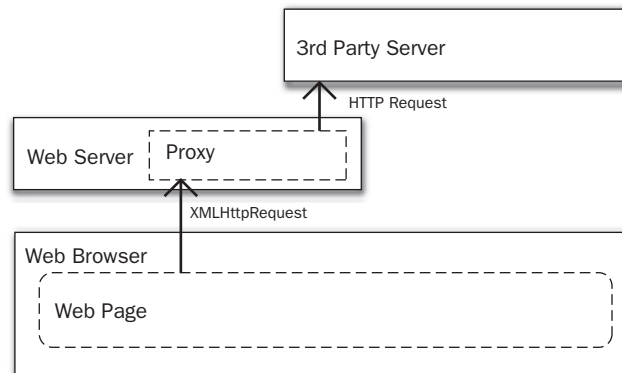 3rd Party Server
HTTP Request
Web Server
Proxy
XMLHttpRequest
Web Browser
Web Page